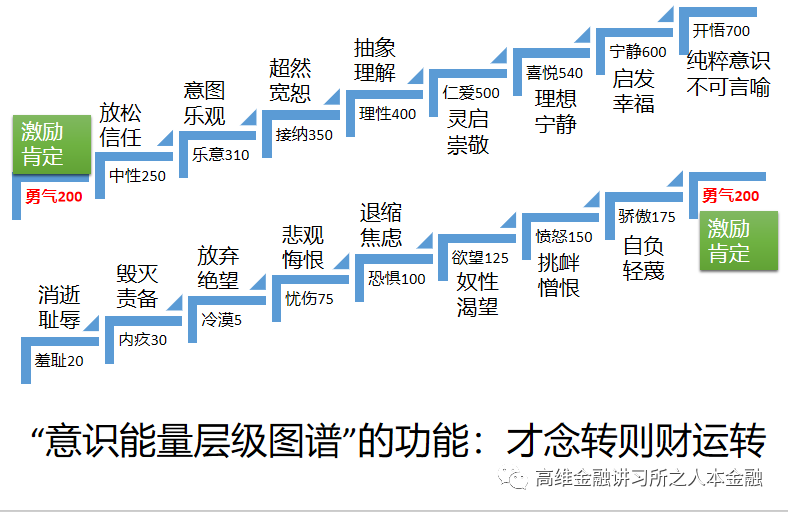 开悟700
纯粹意识
不可言喻
宁静600
启发
幸福
喜悦540
理想
宁静
仁爱500
灵启
崇敬
抽象
理解
理性400
超然
宽恕
接纳350
意图
乐观
乐意310
放松
信任
中性250
激励
肯定
勇气200
勇气200
激励
肯定
骄傲175
自负
轻蔑
愤怒150
挑衅
憎恨
欲望125
奴性
渴望
退缩
焦虑
恐惧100
悲观
悔恨
忧伤75
放弃
绝望
冷漠5
毁灭
责备
内疚30
消逝
耻辱
羞耻20
“意识能量层级图谱”的功能：才念转则财运转
高维金融讲习所之人本金融